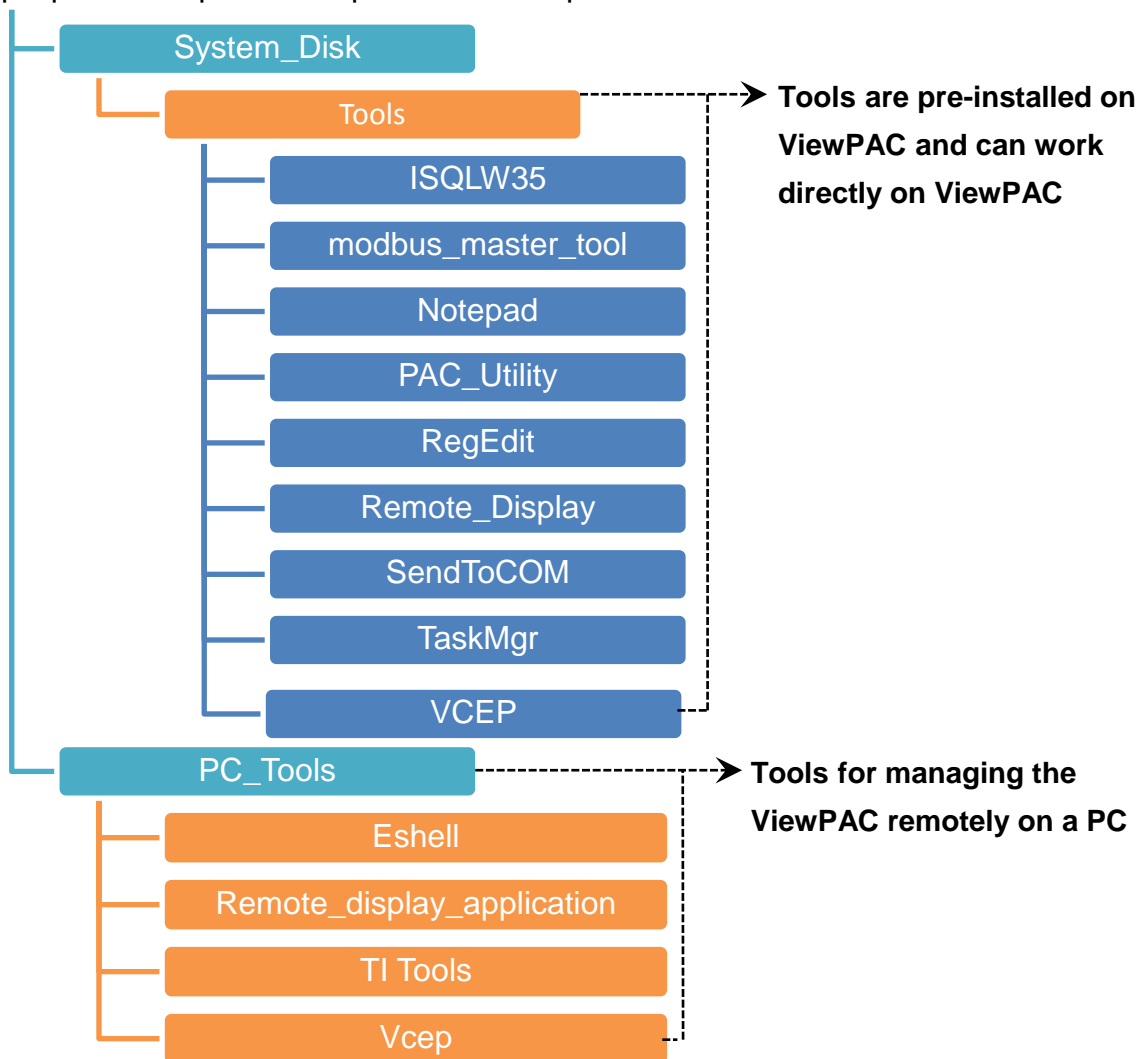 System_Disk
Tools
Tools are pre-installed on
ViewPAC and can work
directly on ViewPAC
ISQLW35
modbus_master_tool
Notepad
PAC_Utility
RegEdit
Remote_Display
SendToCOM
TaskMgr
VCEP
PC_Tools
Tools for managing the
ViewPAC remotely on a PC
Eshell
Remote_display_application
TI Tools
Vcep